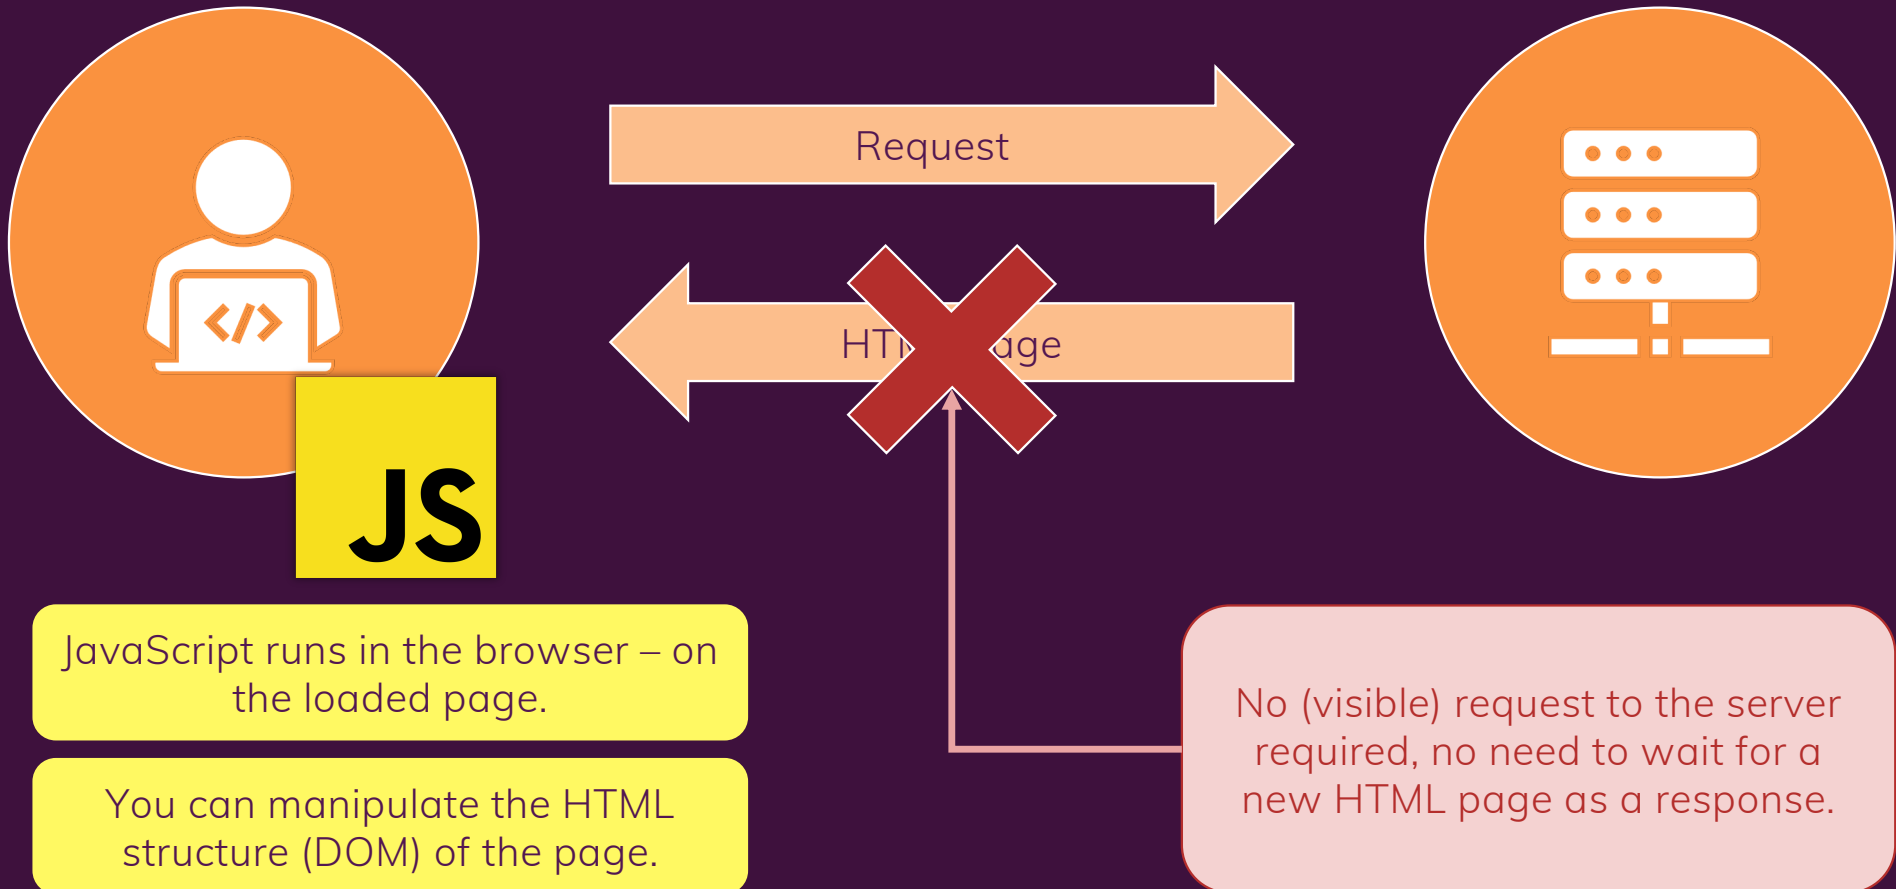 Request
HT age
</>
JS
JavaScript runs in the browser – on
the loaded page.
You can manipulate the HTML
structure (DOM) of the page.
No (visible) request to the server
required, no need to wait for a
new HTML page as a response.